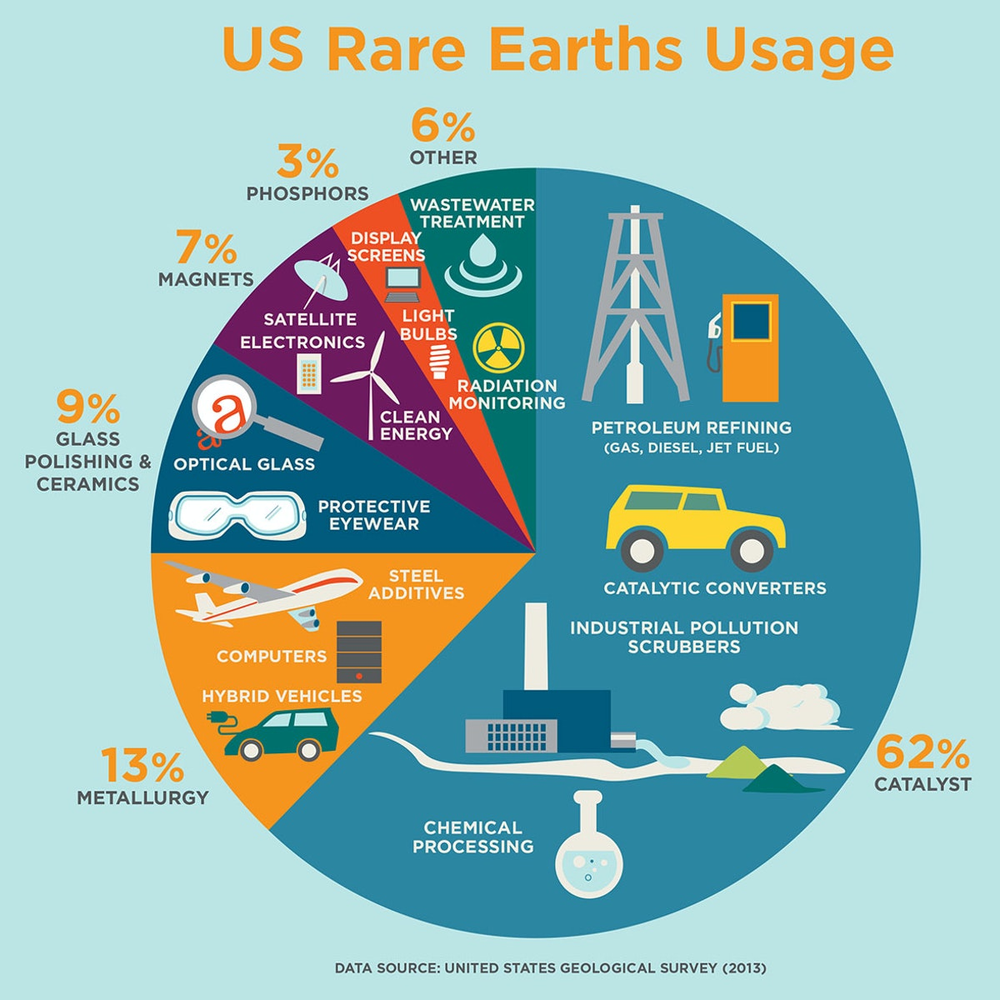 US Rare Earths Usage
6%
OTHER
3%
PHOSPHORS
7%
MAGNETS
9%
GLASS
POLISHING &
CERAMICS
13%
METALLURGY
62%
CATALYST
WASTEWATER
TREATMENT
RADIATION
MONITORING
DISPLAY
SCREENS
LIGHT
BULBS
SATELLITE
ELECTRONICS
CLEAN
ENERGY
a
a
OPTICAL GLASS
PROTECTIVE
EYEWEAR
STEEL
ADDITIVES
COMPUTERS
HYBRID VEHICLES
PETROLEUM REFINING
(GAS, DIESEL, JET FUEL)
CATALYTIC CONVERTERS
INDUSTRIAL POLLUTION
SCRUBBERS
CHEMICAL
PROCESSING
DATA SOURCE: UNITED STATES GEOLOGICAL SURVEY (2013)